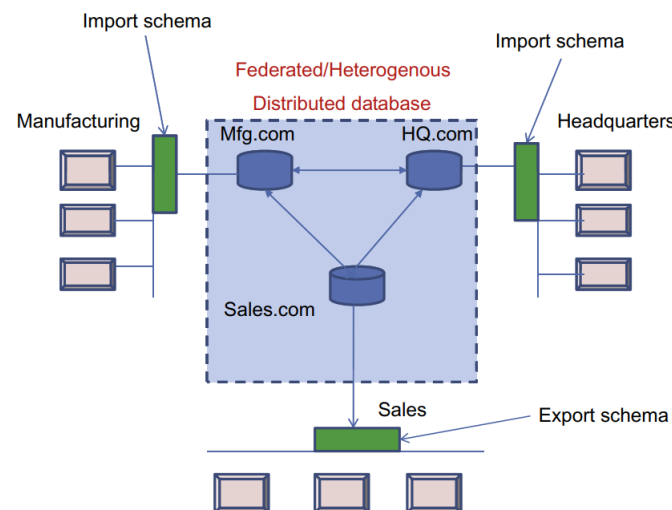 Import schema
Import schema
Federated/Heterogenous
Distributed database
Manufacturing
Mfg.com
HQ.com
Headquarters
Sales.com
Sales
Export schema